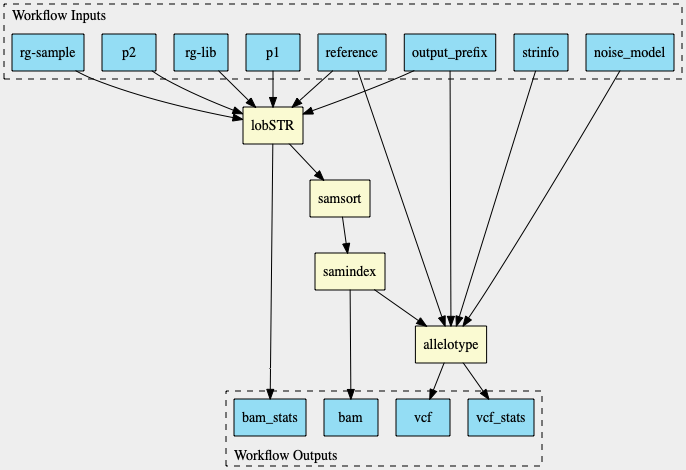 Workflow Inputs
rg-sample
p2
rg-lib
p1
reference
output_prefix
strinfo
noise_model
lobSTR
samsort
samindex
allelotype
bam_stats
bam
vcf
vcf_stats
Workflow Outputs